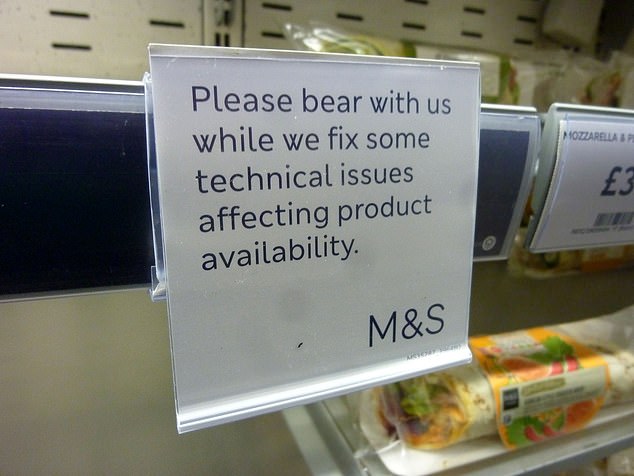 Please bear with us
while we fix some
technical issues
affecting product
availability.
M&S
MOZZARELLA &
£3